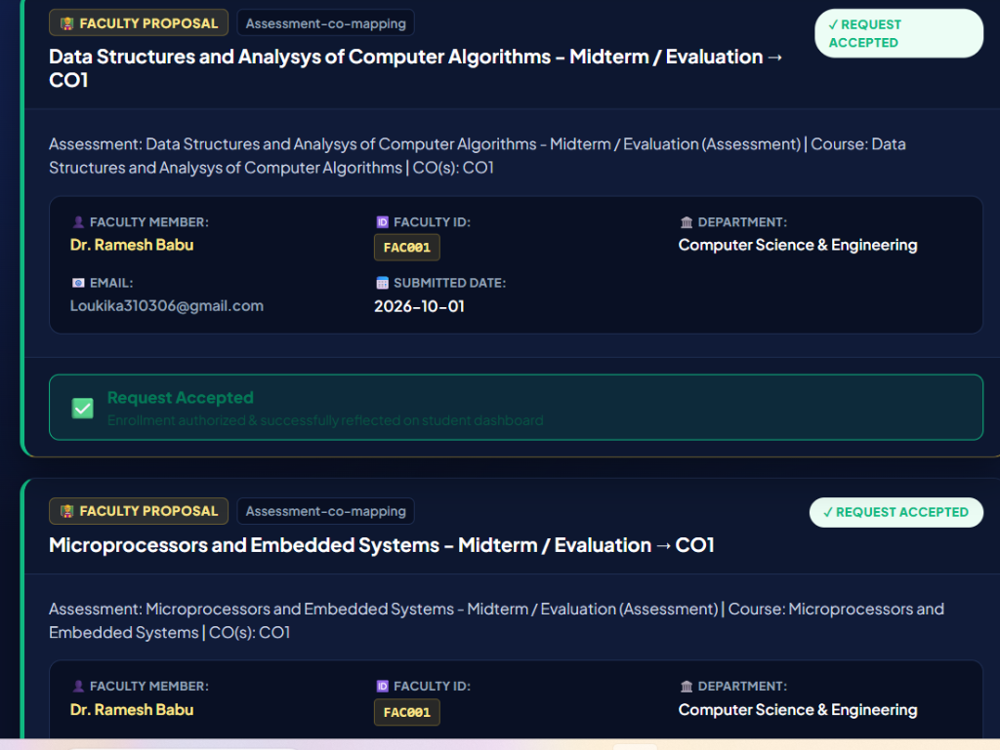 FACULTY PROPOSAL Assessment-co-mapping
✓ REQUEST ACCEPTED
Data Structures and Analysys of Computer Algorithms - Midterm / Evaluation →
CO1
Assessment: Data Structures and Analysys of Computer Algorithms - Midterm / Evaluation (Assessment) | Course: Data
Structures and Analysys of Computer Algorithms | CO(s): CO1
FACULTY MEMBER: ID FACULTY ID: DEPARTMENT:
Dr. Ramesh Babu FAC001 Computer Science & Engineering
EMAIL: SUBMITTED DATE:
Loukika310306@gmail.com 2026-10-01
Request Accepted
Enrollment authorized & successfully reflected on student dashboard
FACULTY PROPOSAL Assessment-co-mapping ✓ REQUEST ACCEPTED
Microprocessors and Embedded Systems - Midterm / Evaluation → CO1
Assessment: Microprocessors and Embedded Systems - Midterm / Evaluation (Assessment) | Course: Microprocessors and
Embedded Systems | CO(s): CO1
FACULTY MEMBER: ID FACULTY ID: DEPARTMENT:
Dr. Ramesh Babu FAC001 Computer Science & Engineering